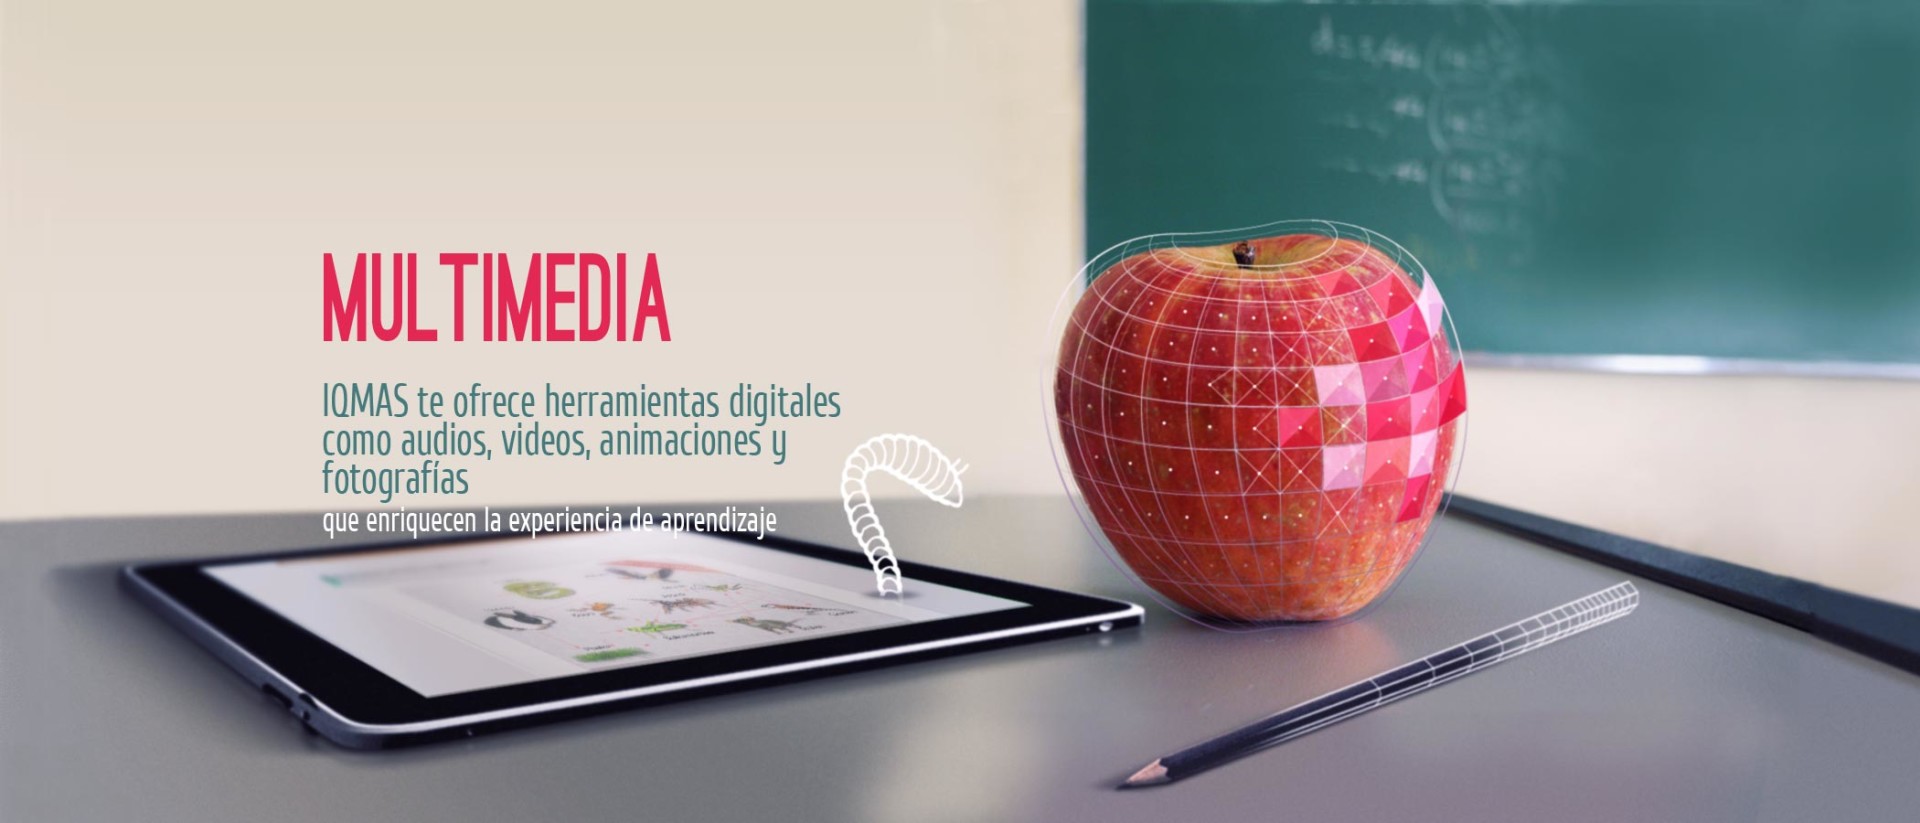 MULTIMEDIA
IQMAS te ofrece herramientas digitales
como audios, videos, animaciones y
fotografías
que enriquecen la experiencia de aprendizaje